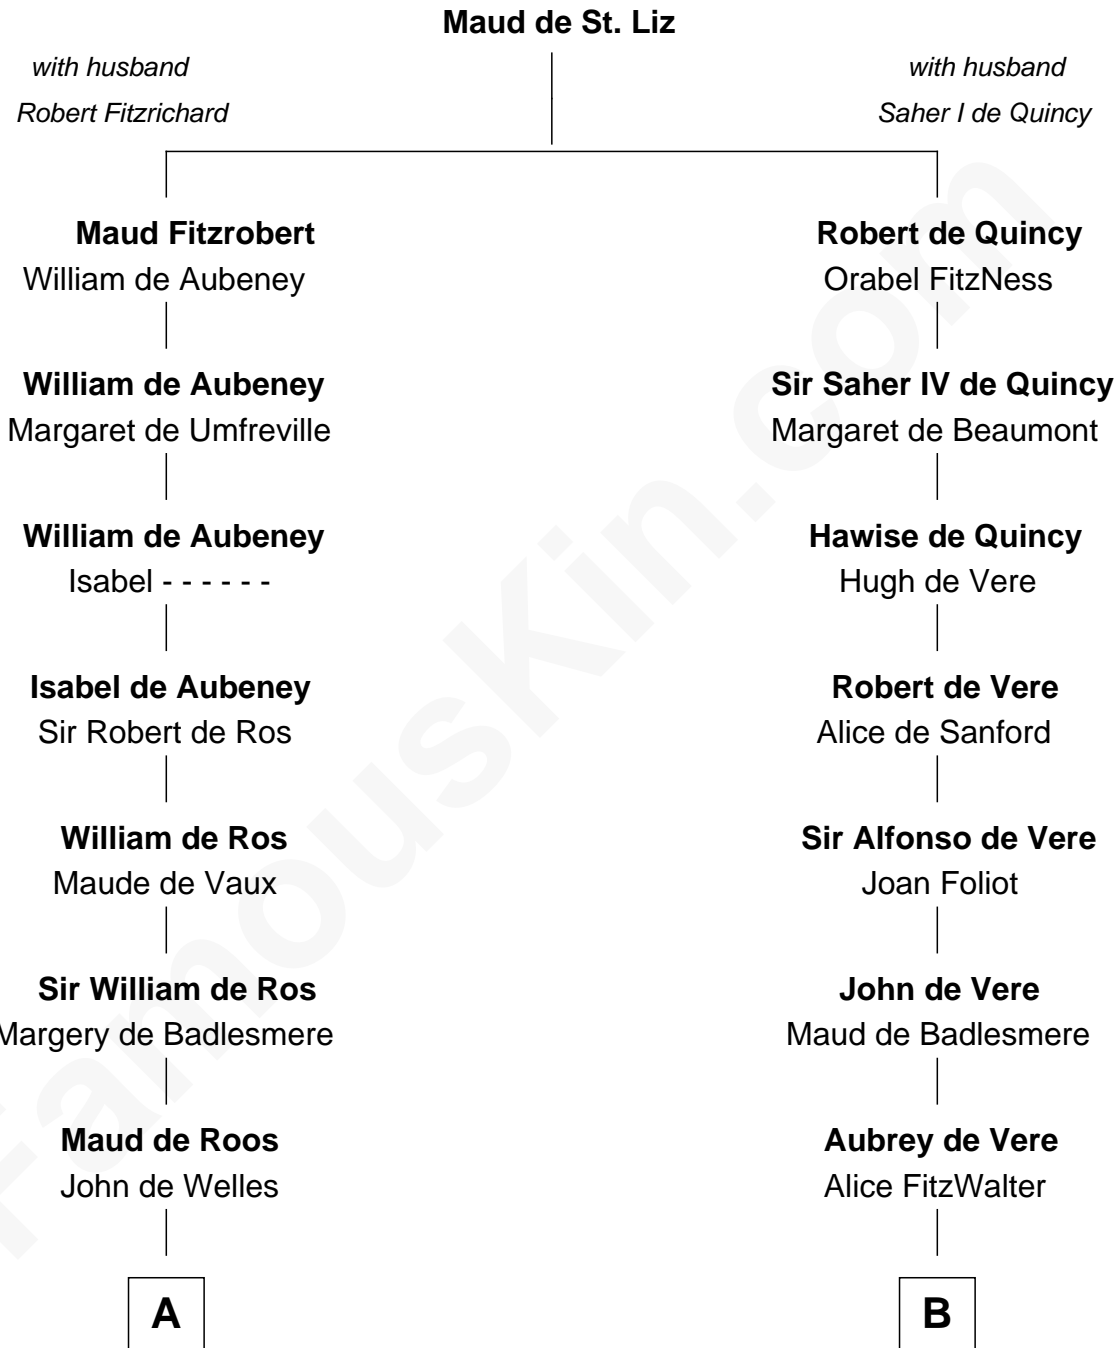 Maud de St. Liz
with husband
Robert Fitzrichard
with husband
Saher I de Quincy
Maud Fitzrobert
William de Aubeney
Robert de Quincy
Orabel FitzNess
William de Aubeney
Margaret de Umfreville
Sir Saher IV de Quincy
Margaret de Beaumont
William de Aubeney
Isabel - - - - - -
Hawise de Quincy
Hugh de Vere
Isabel de Aubeney
Sir Robert de Ros
Robert de Vere
Alice de Sanford
William de Ros
Maude de Vaux
Sir Alfonso de Vere
Joan Foliot
Sir William de Ros
Margery de Badlesmere
John de Vere
Maud de Badlesmere
Maud de Roos
John de Welles
Aubrey de Vere
Alice FitzWalter
A
B
FamousKin.com